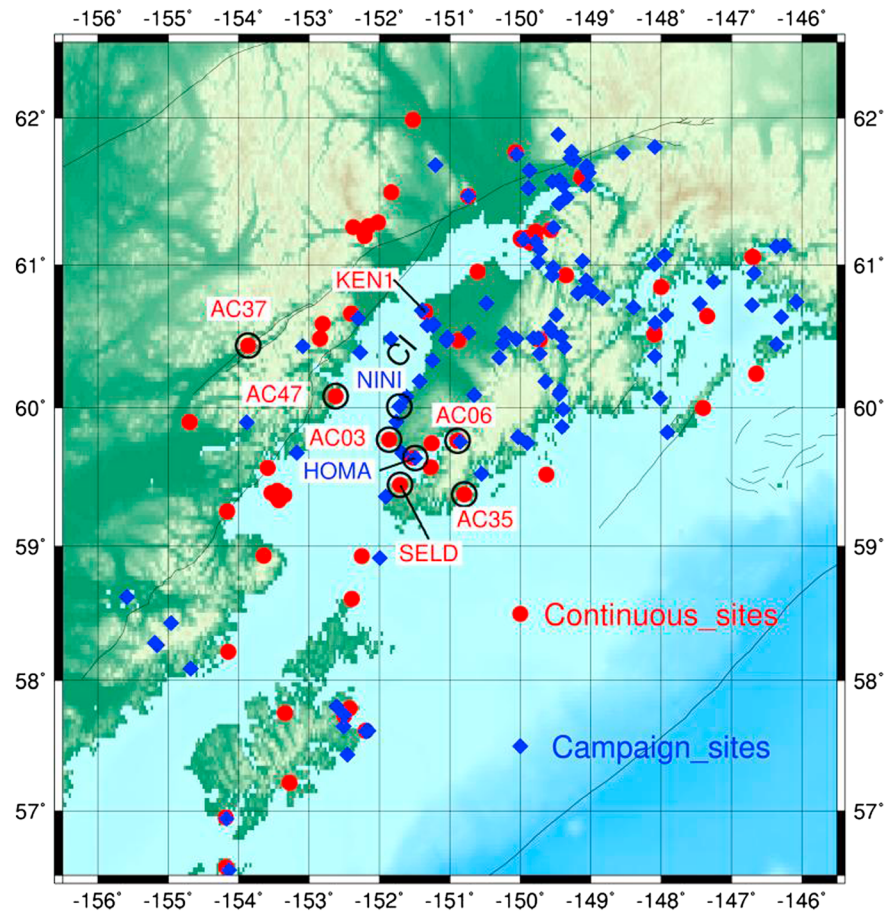 -156° -155° -154° -153° -152° -151° -150° -149° -148° -147° -146°
62° 62°
61° 61°
KEN1
AC37
CI
NINI
AC47
60° 60°
AC06
AC03
HOMA
AC35
SELD
59° 59°
Continuous_sites
58° 58°
Campaign_sites
57° 57°
-156° -155° -154° -153° -152° -151° -150° -149° -148° -147° -146°